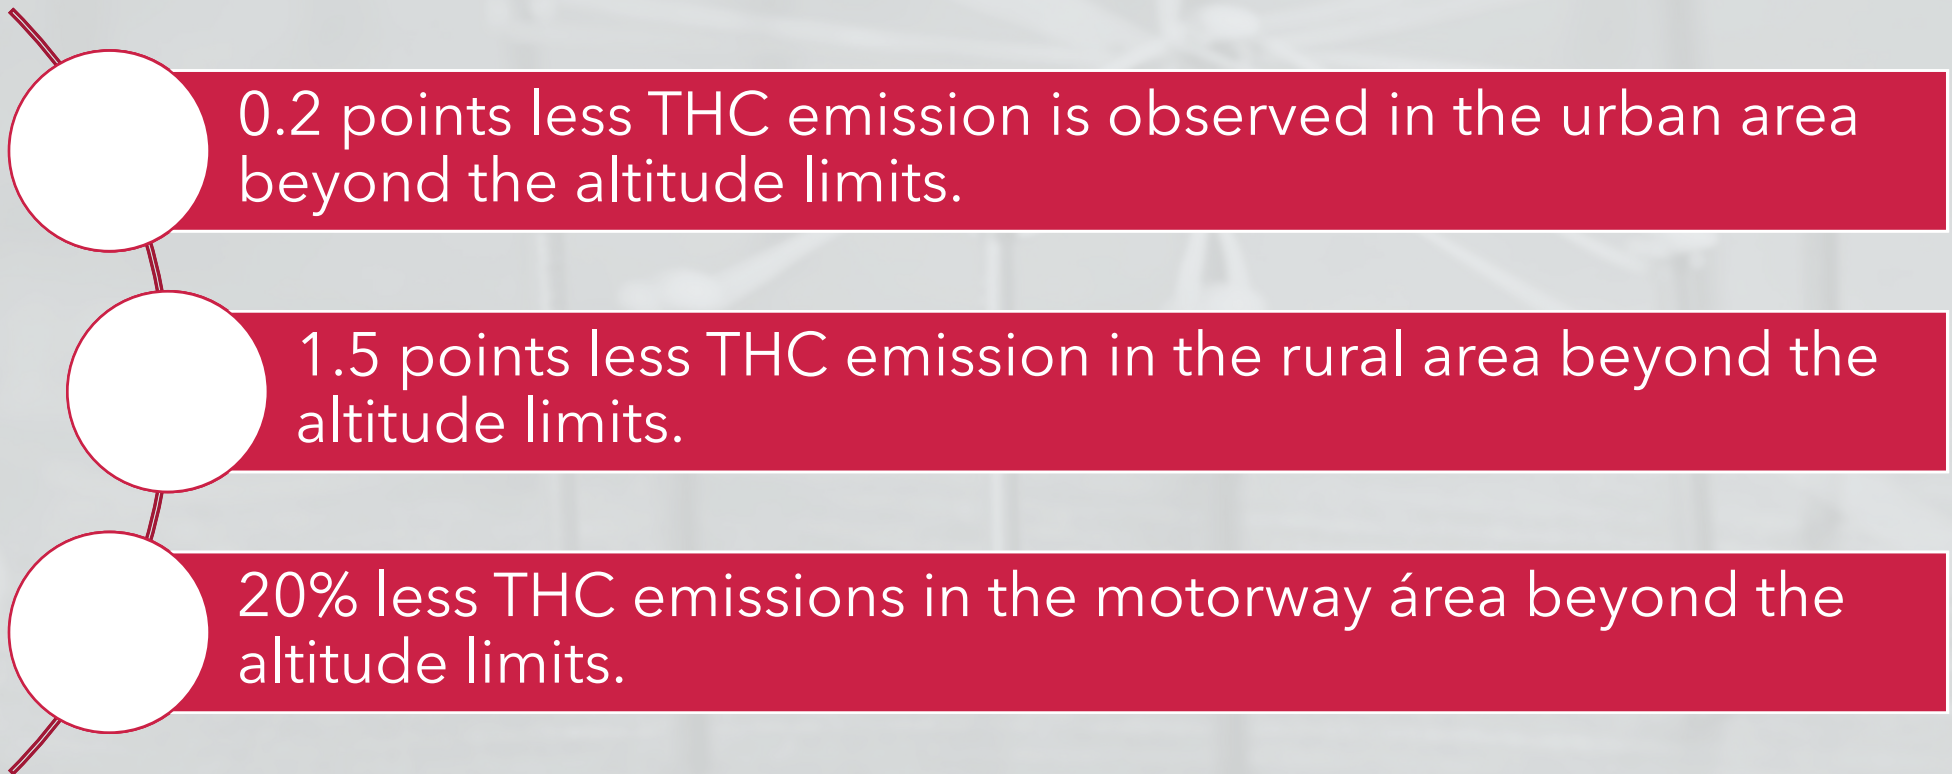 0.2 points less THC emission is observed in the urban area
beyond the altitude limits.
1.5 points less THC emission in the rural area beyond the
altitude limits.
20% less THC emissions in the motorway área beyond the
altitude limits.